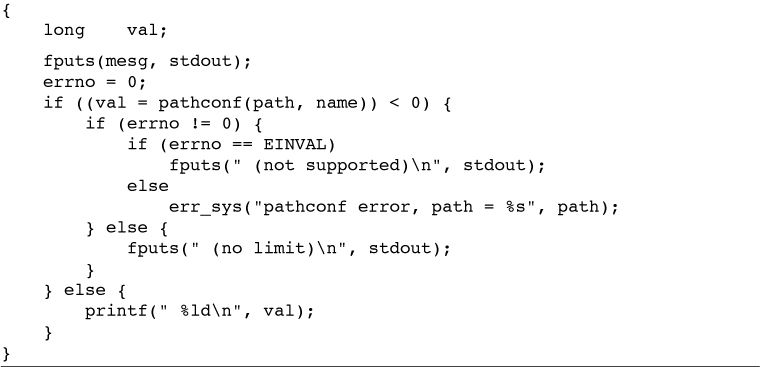 {
    long    val;
    fputs(mesg, stdout);
    errno = 0;
    if ((val = pathconf(path, name)) < 0) {
        if (errno != 0) {
            if (errno == EINVAL)
                fputs(" (not supported)\n", stdout);
            else
                err_sys("pathconf error, path = %s", path);
        } else {
            fputs(" (no limit)\n", stdout);
        }
    } else {
        printf(" %ld\n", val);
    }
}